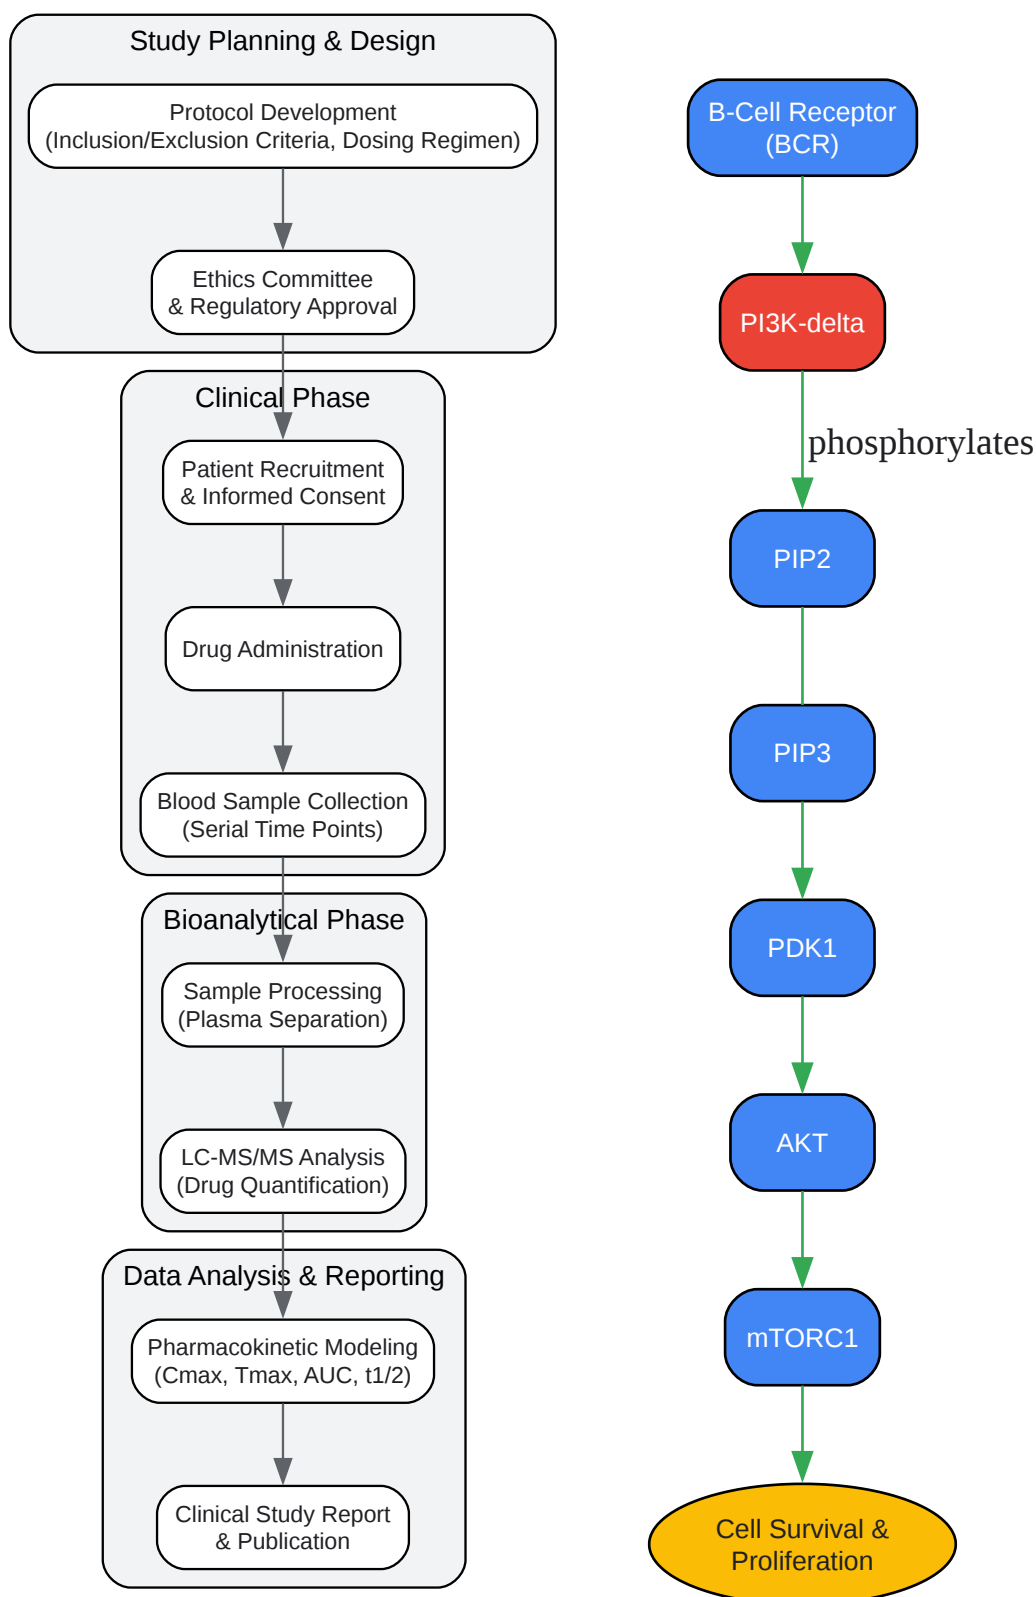 Study Planning & Design
Protocol Development
(Inclusion/Exclusion Criteria, Dosing Regimen)
Ethics Committee
& Regulatory Approval
Clinical Phase
Patient Recruitment
& Informed Consent
Drug Administration
Blood Sample Collection
(Serial Time Points)
Bioanalytical Phase
Sample Processing
(Plasma Separation)
LC-MS/MS Analysis
(Drug Quantification)
Data Analysis & Reporting
Pharmacokinetic Modeling
(Cmax, Tmax, AUC, t1/2)
Clinical Study Report
& Publication
B-Cell Receptor
(BCR)
PI3K-delta
phosphorylates
PIP2
PIP3
PDK1
AKT
mTORC1
Cell Survival &
Proliferation